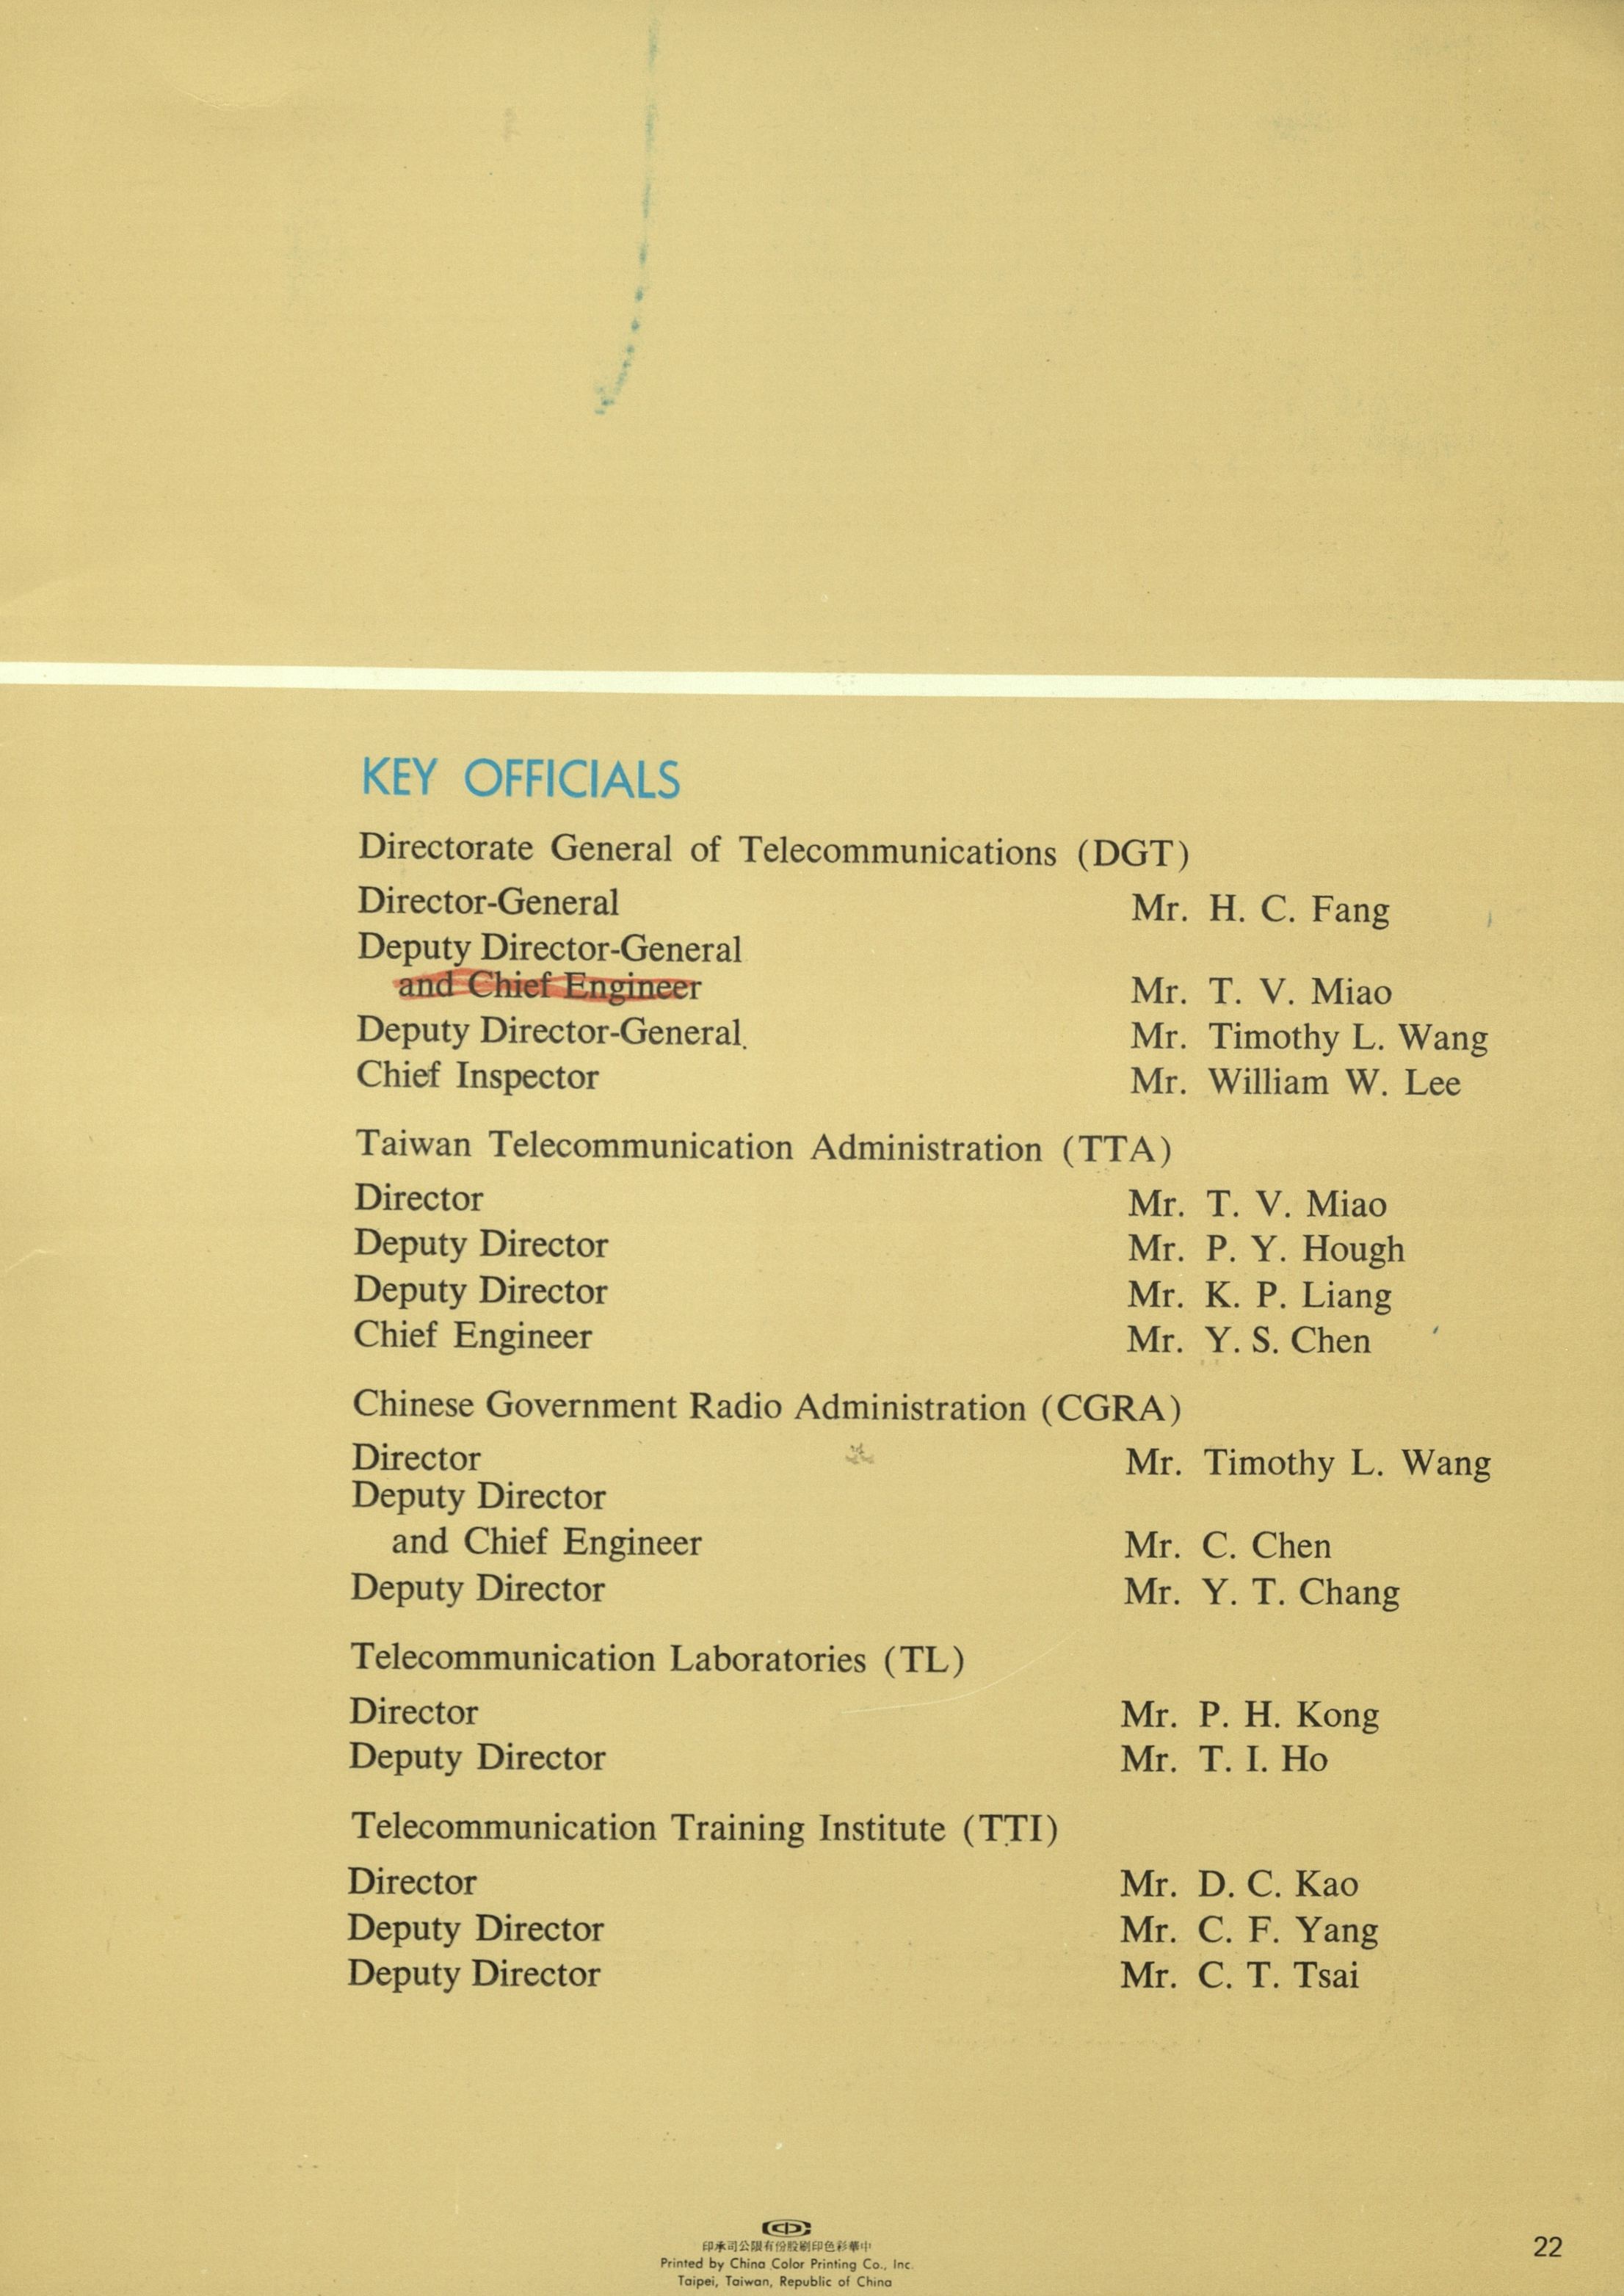 KEY OFFICIALS
Directorate General of Telecommunications (DGT)
Director-General Mr. H. C. Fang
Deputy Director-General
and Chief Engineer Mr. T. V. Miao
Deputy Director-General. Mr. Timothy L. Wang
Chief Inspector Mr. William W. Lee
Taiwan Telecommunication Administration (TTA)
Director Mr. T. V. Miao
Deputy Director Mr. P. Y. Hough
Deputy Director Mr. K. P. Liang
Chief Engineer Mr. Y. S. Chen
Chinese Government Radio Administration (CGRA)
Director Mr. Timothy L. Wang
Deputy Director
and Chief Engineer Mr. C. Chen
Deputy Director Mr. Y. T. Chang
Telecommunication Laboratories (TL)
Director Mr. P. H. Kong
Deputy Director Mr. T. I. Ho
Telecommunication Training Institute (TTI)
Director Mr. D. C. Kao
Deputy Director Mr. C. F. Yang
Deputy Director Mr. C. T. Tsai
印承司公限有份股刷印色彩華中
Printed by China Color Printing Co., Inc.
Taipei, Taiwan, Republic of China
22